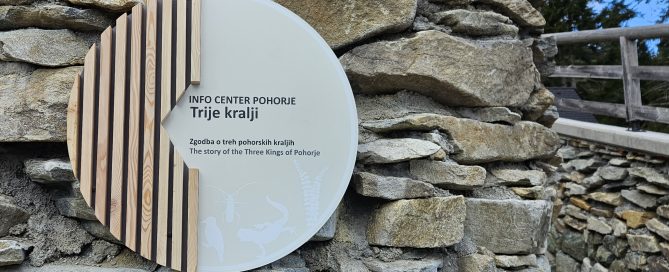 INFO CENTER POHORJE
Trije kralji
Zgodba o treh pohorskih kraljih
The story of the Three Kings of Pohorje